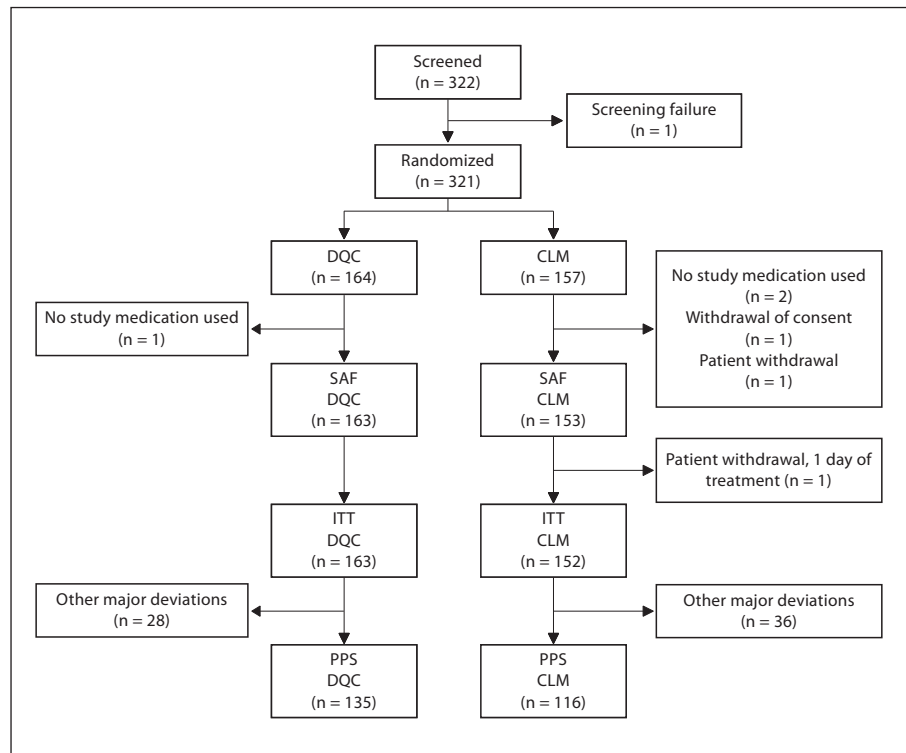 Screened
(n = 322)
Screening failure
(n = 1)
Randomized
(n = 321)
DQC
(n = 164)
CLM
(n = 157)
No study medication used
(n = 1)
No study medication used
(n = 2)
Withdrawal of consent
(n = 1)
Patient withdrawal
(n = 1)
SAF
DQC
(n = 163)
SAF
CLM
(n = 153)
Patient withdrawal, 1 day of
treatment (n = 1)
ITT
DQC
(n = 163)
ITT
CLM
(n = 152)
Other major deviations
(n = 28)
Other major deviations
(n = 36)
PPS
DQC
(n = 135)
PPS
CLM
(n = 116)